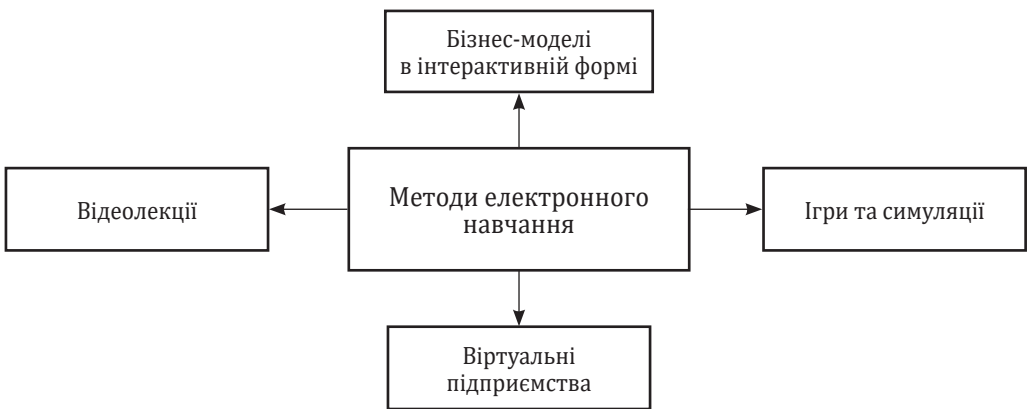 Бізнес-моделі
в інтерактивній формі
Відеолекції
Методи електронного
навчання
Ігри та симуляції
Віртуальні
підприємства